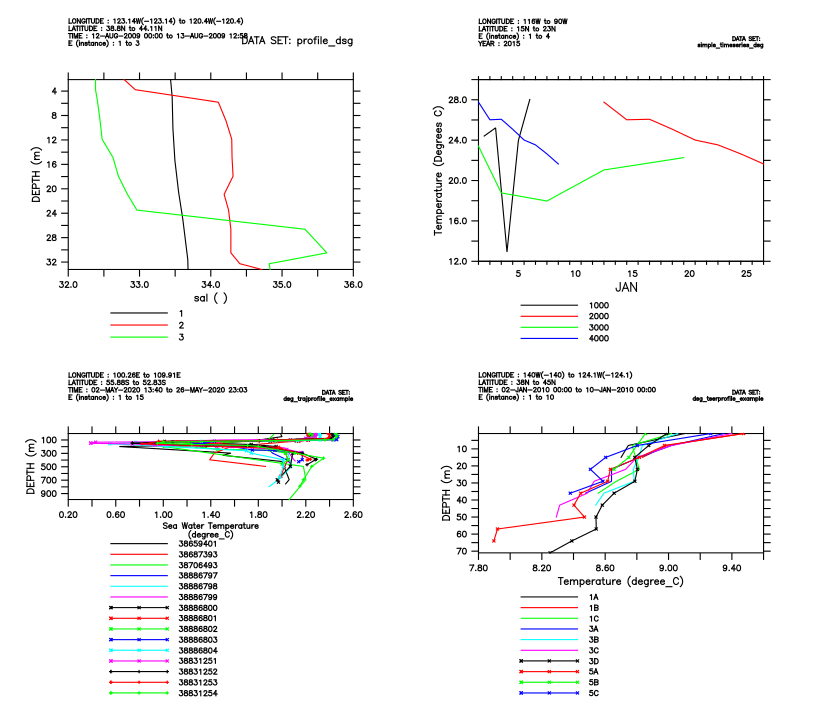 LONGITUDE : 123.14W(-123.14) to 120.4W(-120.4)
LATITUDE : 38.8N to 44.11N
TIME : 12-AUG-2009 00:00 to 13-AUG-2009 12:58
E (instance) : 1 to 3
DATA SET: profile_dsg
4
8
12
16
20
24
28
32
DEPTH (m)
32.0 33.0 34.0 35.0 36.0
sal ( )
1
2
3
LONGITUDE : 116W to 90W
LATITUDE : 15N to 23N
E (instance) : 1 to 4
YEAR : 2015
DATA SET:
simple_timeseries_dsg
28.0
24.0
20.0
16.0
12.0
Temperature (Degrees C)
5 10 15 20 25
JAN
1000
2000
3000
4000
LONGITUDE : 100.26E to 109.91E
LATITUDE : 55.88S to 52.83S
TIME : 02-MAY-2020 13:40 to 26-MAY-2020 23:03
E (instance) : 1 to 15
DATA SET:
dsg_trajprofile_example
100
300
500
700
900
DEPTH (m)
0.20 0.60 1.00 1.40 1.80 2.20 2.60
Sea Water Temperature
(degree_C)
38659401
38687393
38706493
38886797
38886798
38886799
38886800
38886801
38886802
38886803
38886804
38831251
38831252
38831253
38831254
LONGITUDE : 140W(-140) to 124.1W(-124.1)
LATITUDE : 38N to 45N
TIME : 02-JAN-2010 00:00 to 10-JAN-2010 00:00
E (instance) : 1 to 10
DATA SET:
dsg_tserprofile_example
10
20
30
40
50
60
70
DEPTH (m)
7.80 8.20 8.60 9.00 9.40
Temperature (degree_C)
1A
1B
1C
3A
3B
3C
3D
5A
5B
5C